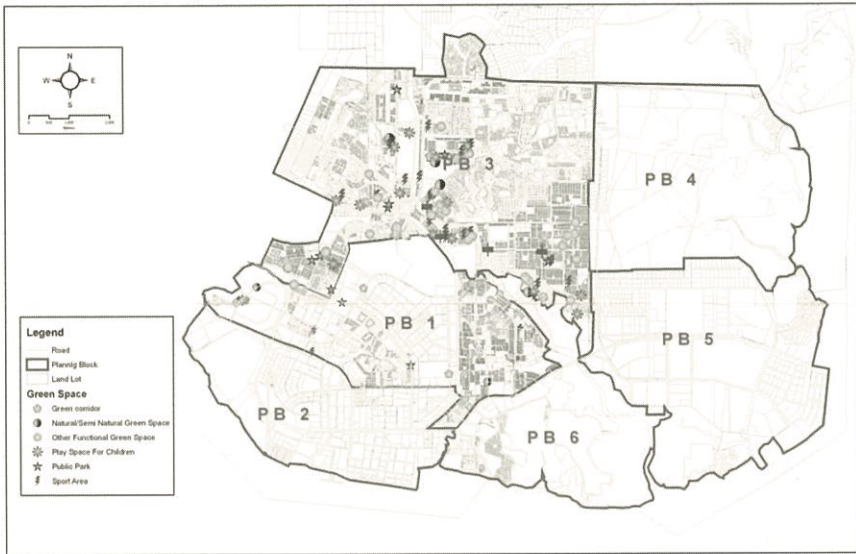 N
W E
S
PB 3
PB 4
PB 1
PB 5
PB 2
PB 6
Legend
Road
Plannig Block
Land Lot
Green Space
Green corridor
Natural/Semi Natural Green Space
Other Functional Green Space
Play Space For Children
Public Park
Sport Area